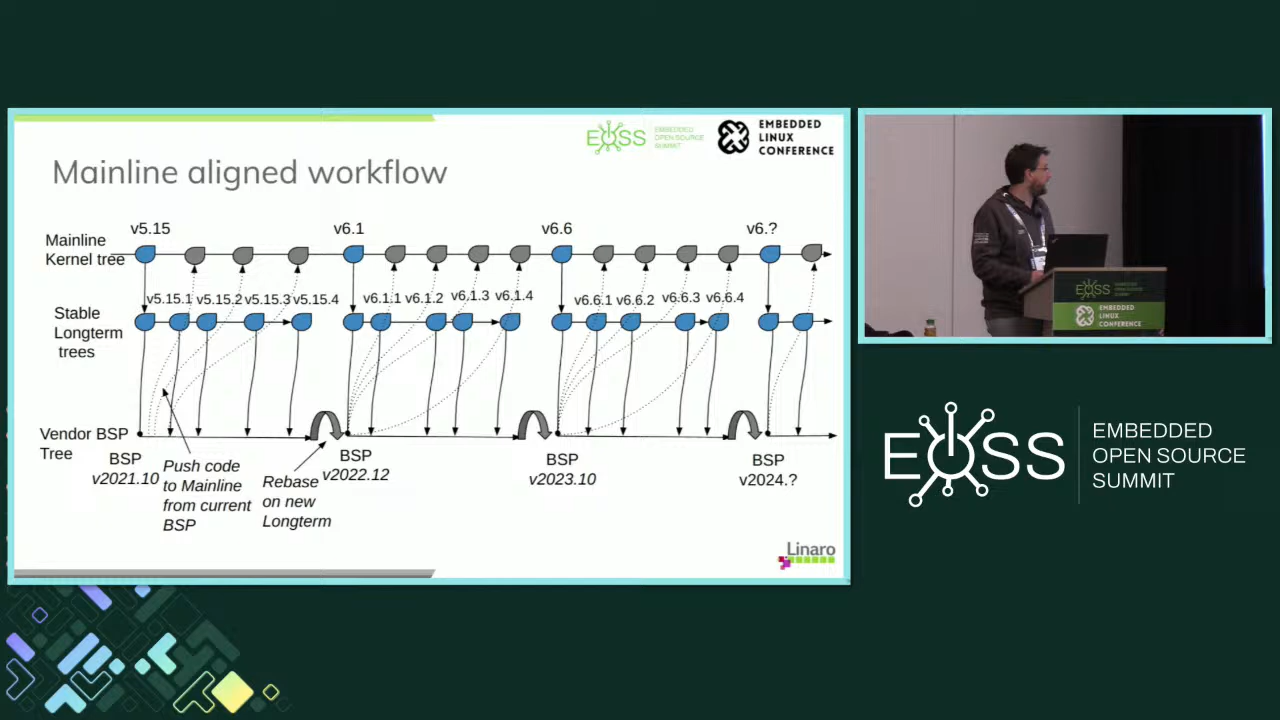 EOSS
EMBEDDED
OPEN SOURCE
SUMMIT
EMBEDDED
LINUX
CONFERENCE
Mainline aligned workflow
v5.15
v6.1
v6.6
v6.?
Mainline
Kernel tree
v5.15.1 v5.15.2 v5.15.3 v5.15.4
v6.1.1 v6.1.2 v6.1.3 v6.1.4
v6.6.1 v6.6.2 v6.6.3 v6.6.4
Stable
Longterm
trees
Vendor BSP
Tree
BSP
v2021.10
BSP
v2022.12
BSP
v2023.10
BSP
v2024.?
Push code
to Mainline
from current
BSP
Rebase
on new
Longterm
Linaro
EOSS
EMBEDDED
LINUX
CONFERENCE
EOSS
EMBEDDED
OPEN SOURCE
SUMMIT